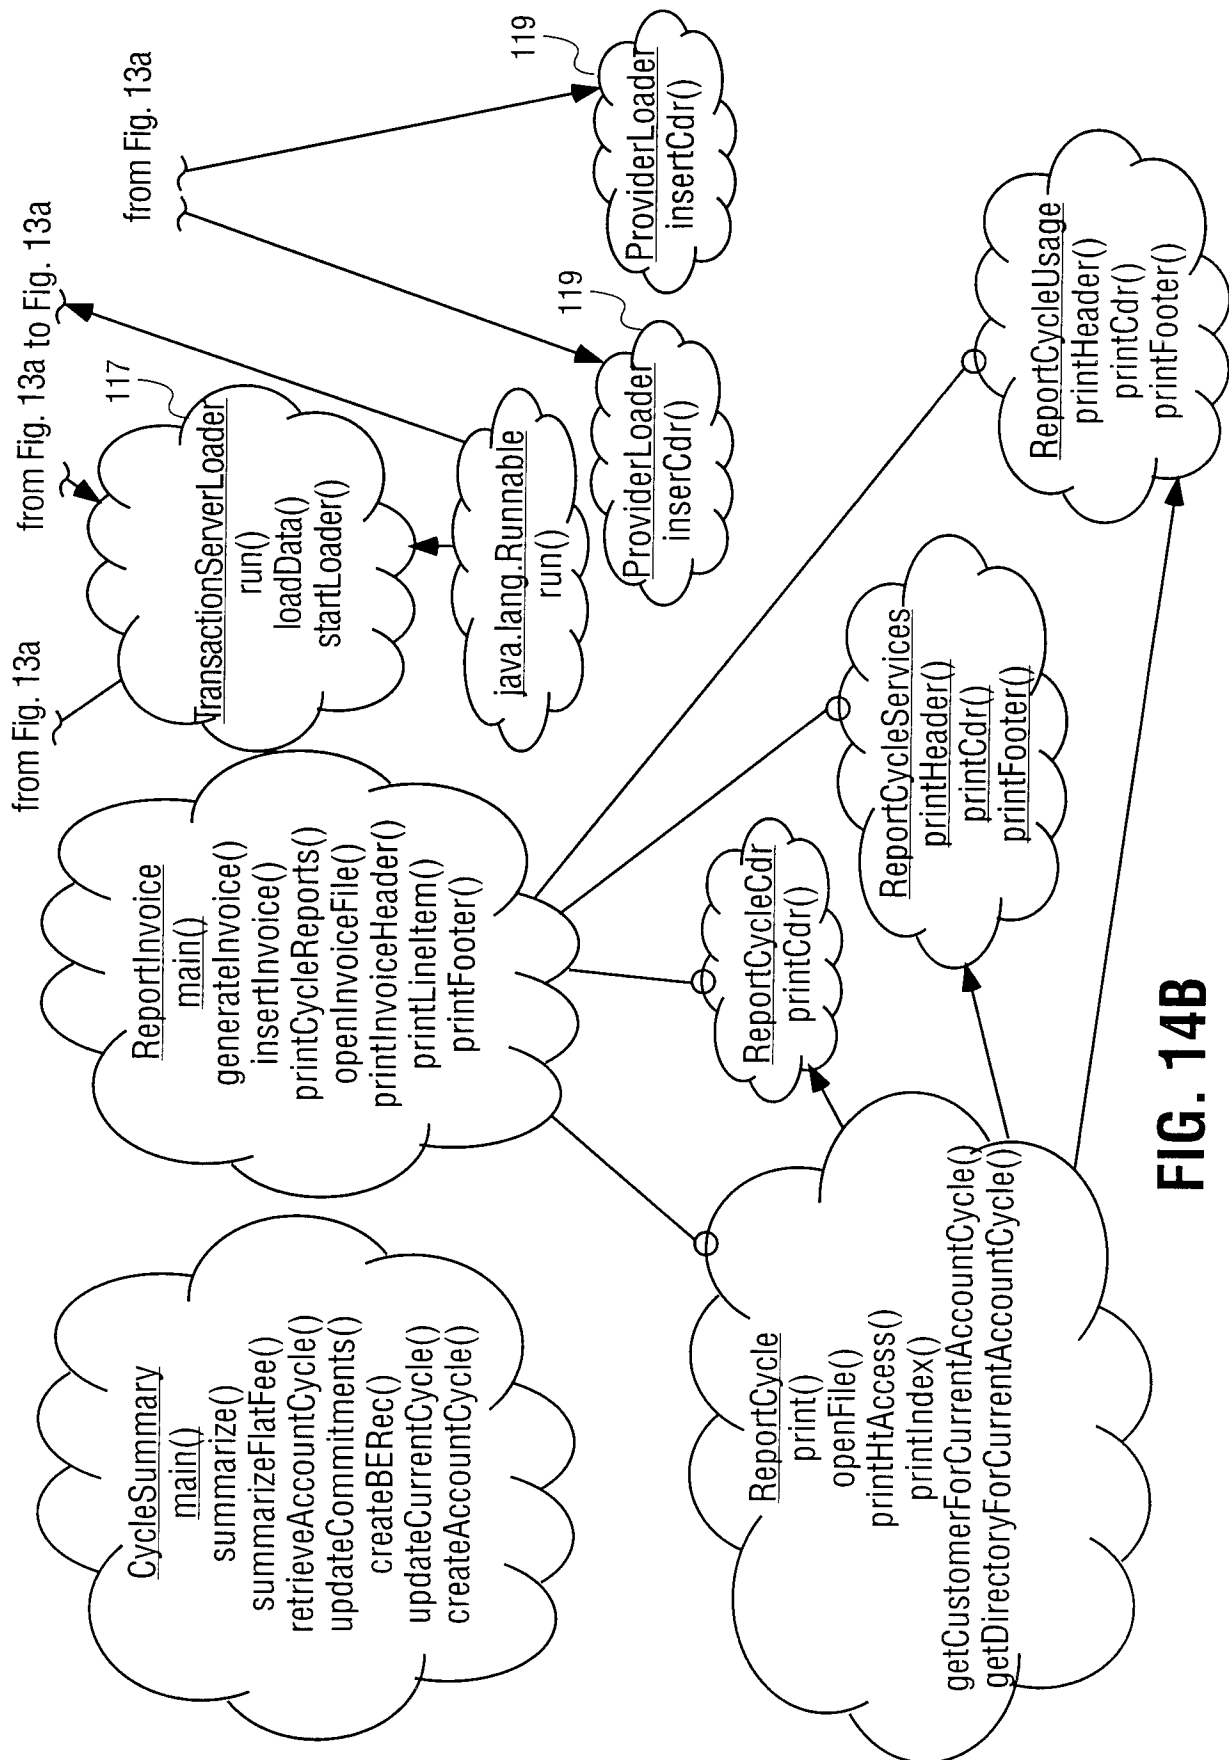 from Fig. 13a
from Fig. 13a to Fig. 13a
from Fig. 13a
CycleSummary
main()
summarize()
summarizeFlatFee()
retrieveAccountCycle()
updateCommitments()
createBERec()
updateCurrentCycle()
createAccountCycle()
ReportInvoice
main()
generateInvoice()
insertInvoice()
printCycleReports()
openInvoiceFile()
printInvoiceHeader()
printLineItem()
printFooter()
117
TransactionServerLoader
run()
loadData()
startLoader()
java.lang.Runnable
run()
119
ProviderLoader
inserCdr()
119
ProviderLoader
insertCdr()
ReportCycle
print()
openFile()
printHtAccess()
printIndex()
getCustomerForCurrentAccountCycle()
getDirectoryForCurrentAccountCycle()
ReportCycleCdr
printCdr()
ReportCycleServices
printHeader()
printCdr()
printFooter()
ReportCycleUsage
printHeader()
printCdr()
printFooter()
FIG. 14B